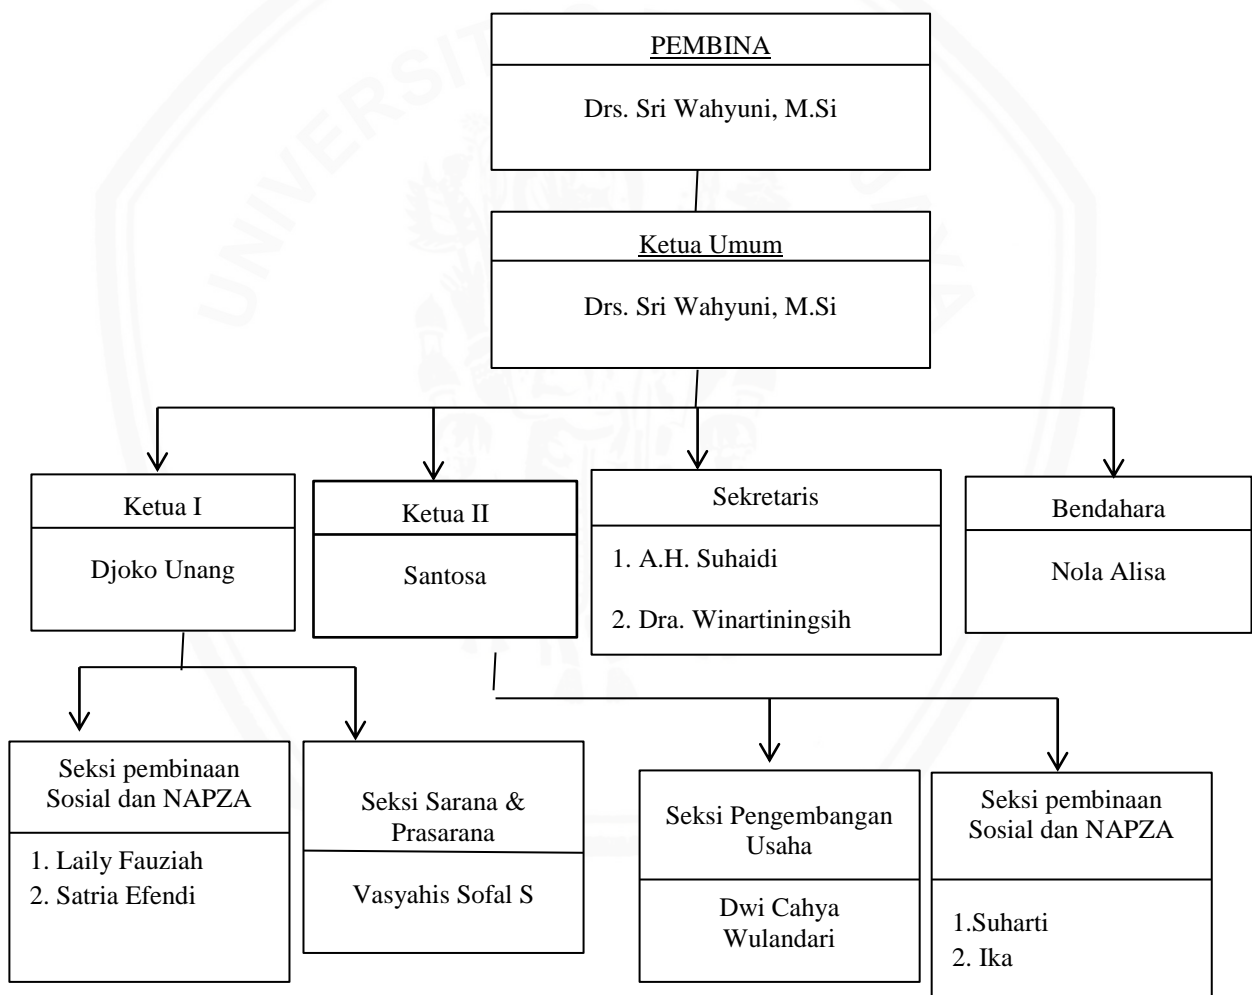 PEMBINA
Drs. Sri Wahyuni, M.Si
Ketua Umum
Drs. Sri Wahyuni, M.Si
Ketua I
Djoko Unang
Ketua II
Santosa
Sekretaris
1. A.H. Suhaidi
2. Dra. Winartiningsih
Bendahara
Nola Alisa
Seksi pembinaan
Sosial dan NAPZA
1. Laily Fauziah
2. Satria Efendi
Seksi Sarana &
Prasarana
Vasyahis Sofal S
Seksi Pengembangan
Usaha
Dwi Cahya
Wulandari
Seksi pembinaan
Sosial dan NAPZA
1.Suharti
2. Ika